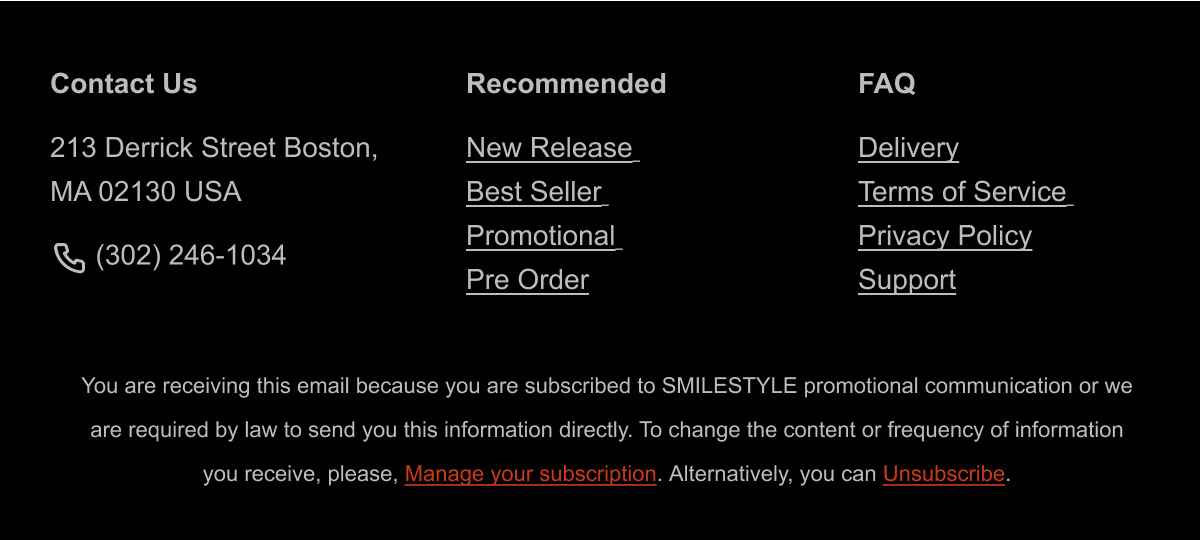 Contact Us
213 Derrick Street Boston,
MA 02130 USA
(302) 246-1034
Recommended
New Release
Best Seller
Promotional
Pre Order
FAQ
Delivery
Terms of Service
Privacy Policy
Support
You are receiving this email because you are subscribed to SMILESTYLE promotional communication or we
are required by law to send you this information directly. To change the content or frequency of information
you receive, please, Manage your subscription. Alternatively, you can Unsubscribe.